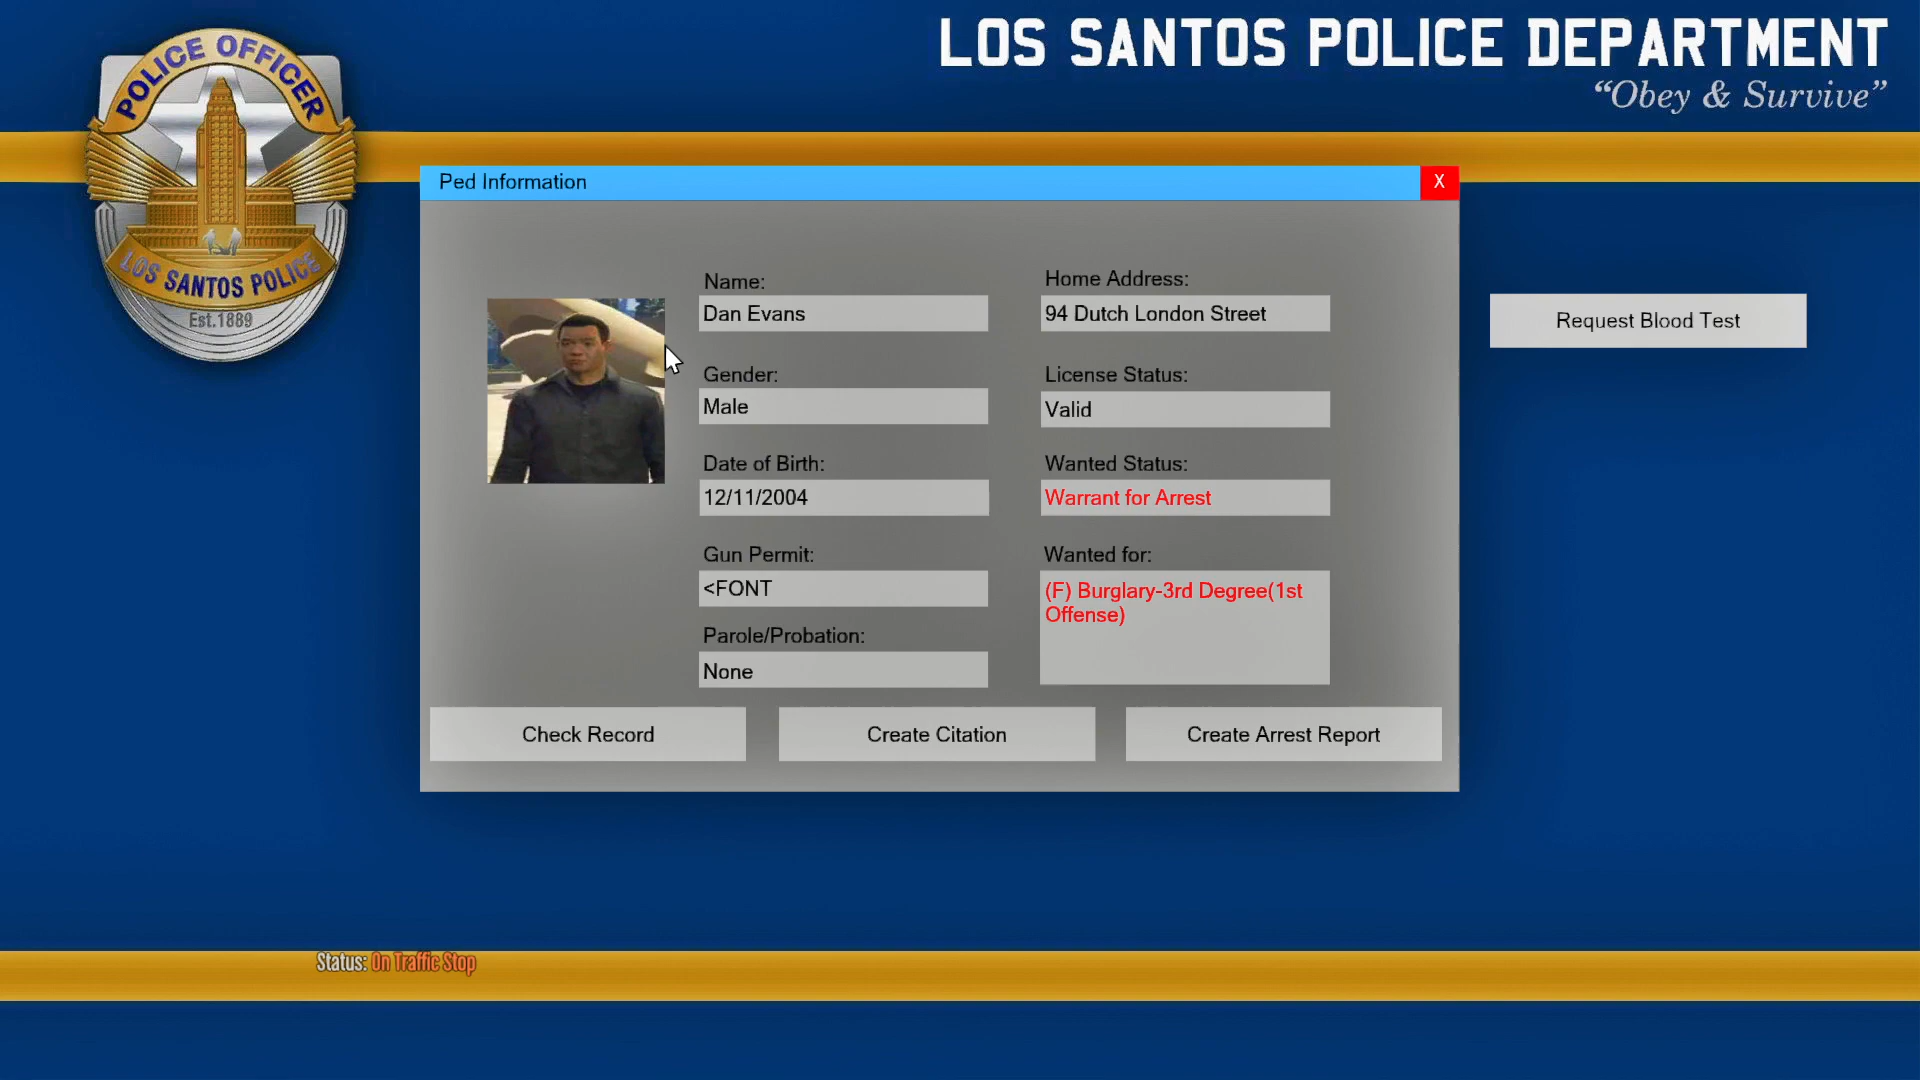 POLICE OFFICER
LOS SANTOS POLICE
Est.1889
LOS SANTOS POLICE DEPARTMENT
“Obey & Survive”
Ped Information
X
Name:
Dan Evans
Home Address:
94 Dutch London Street
Gender:
Male
License Status:
Valid
Date of Birth:
12/11/2004
Wanted Status:
Warrant for Arrest
Gun Permit:
<FONT
Wanted for:
(F) Burglary-3rd Degree(1st
Offense)
Parole/Probation:
None
Check Record
Create Citation
Create Arrest Report
Request Blood Test
Status: On Traffic Stop